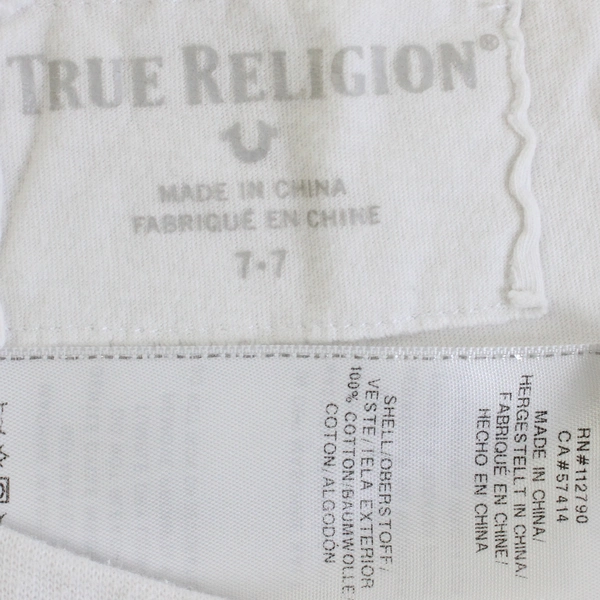 TRUE RELIGION®
MADE IN CHINA
FABRIQUÉ EN CHINE
7•7
RN#112790
CA#57414
MADE IN CHINA/
HERGESTELLT IN CHINA/
FABRIQUÉ EN CHINE/
HECHO EN CHINA
SHELL/OBERSTOFF/
VESTE/TELA EXTERIOR
100% COTTON/BAUMWOLLE
COTON/ALGODÓN